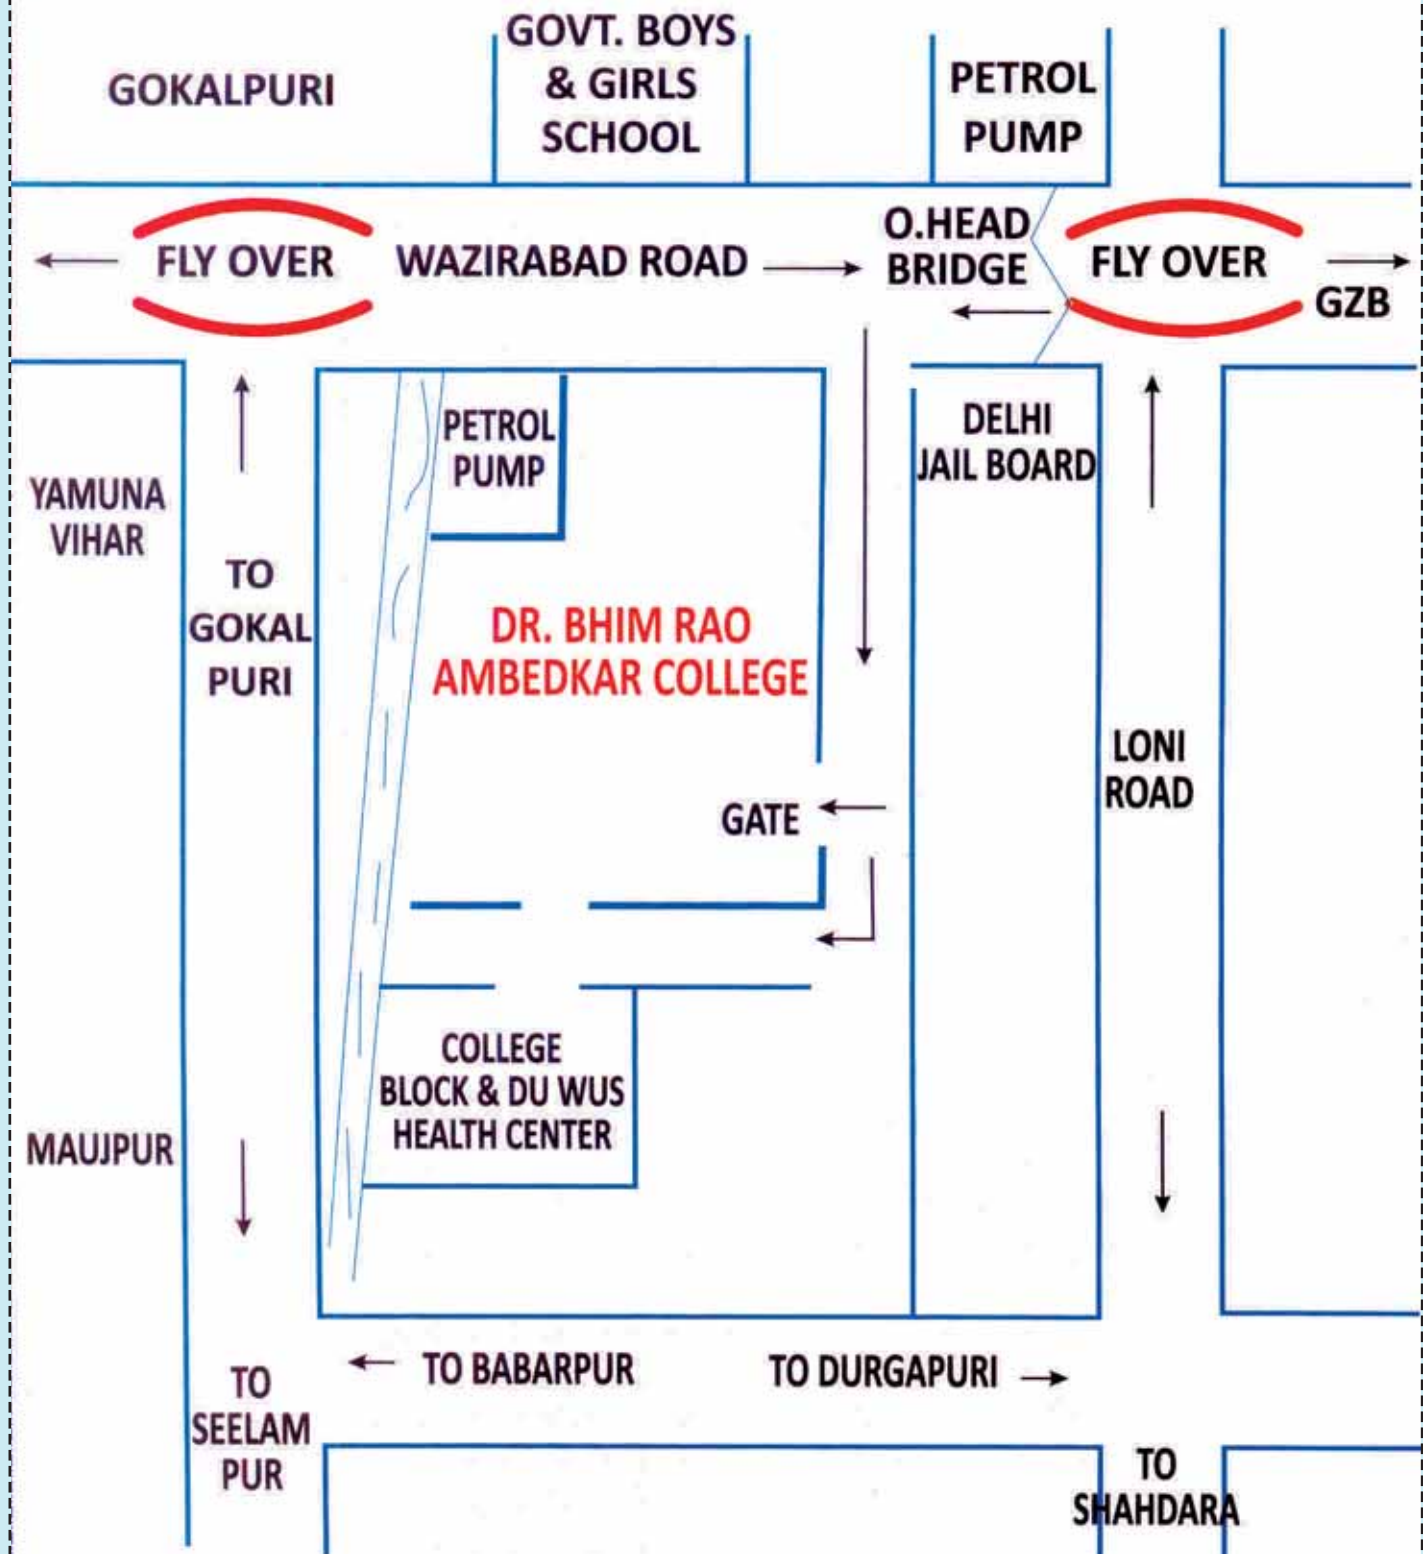 GOKALPURI
GOVT. BOYS
& GIRLS
SCHOOL
PETROL
PUMP
FLY OVER
WAZIRABAD ROAD
O.HEAD
BRIDGE
FLY OVER
GZB
YAMUNA
VIHAR
TO
GOKAL
PURI
PETROL
PUMP
DELHI
JAIL BOARD
DR. BHIM RAO
AMBEDKAR COLLEGE
LONI
ROAD
GATE
COLLEGE
BLOCK & DU WUS
HEALTH CENTER
MAUJPUR
TO BABARPUR
TO DURGAPURI
TO
SEELAM
PUR
TO
SHAHDARA